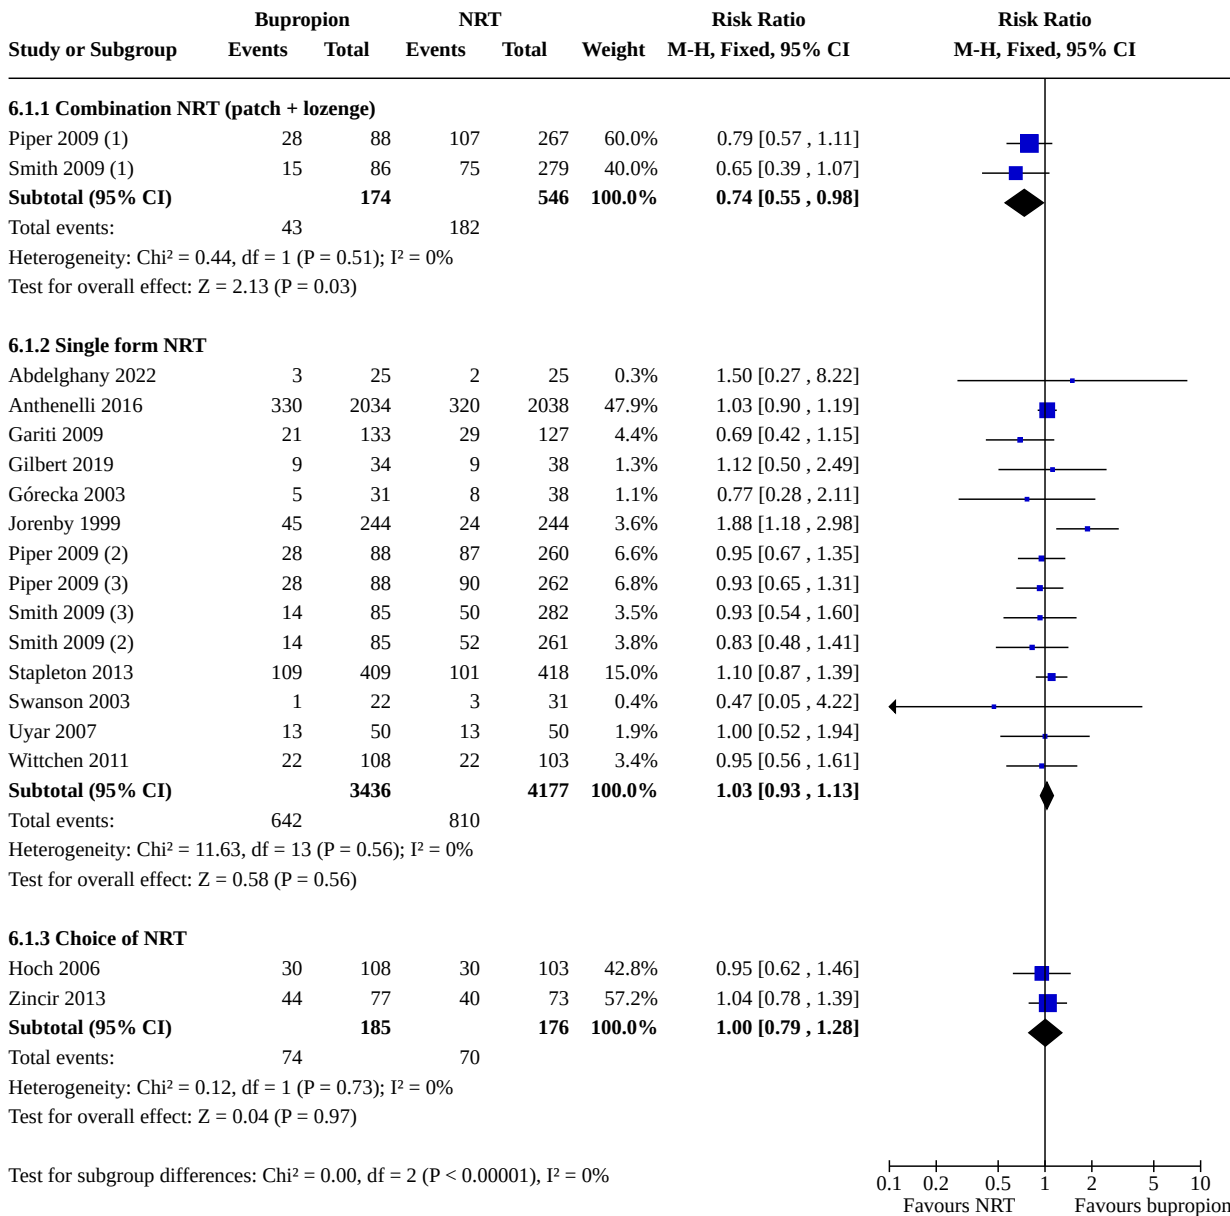 Bupropion NRT Risk Ratio Risk Ratio
Study or Subgroup Events Total Events Total Weight M-H, Fixed, 95% CI M-H, Fixed, 95% CI
6.1.1 Combination NRT (patch + lozenge)
Piper 2009 (1) 28 88 107 267 60.0% 0.79 [0.57 , 1.11]
Smith 2009 (1) 15 86 75 279 40.0% 0.65 [0.39 , 1.07]
Subtotal (95% CI) 174 546 100.0% 0.74 [0.55 , 0.98]
Total events: 43 182
Heterogeneity: Chi² = 0.44, df = 1 (P = 0.51); I² = 0%
Test for overall effect: Z = 2.13 (P = 0.03)
6.1.2 Single form NRT
Abdelghany 2022 3 25 2 25 0.3% 1.50 [0.27 , 8.22]
Anthenelli 2016 330 2034 320 2038 47.9% 1.03 [0.90 , 1.19]
Gariti 2009 21 133 29 127 4.4% 0.69 [0.42 , 1.15]
Gilbert 2019 9 34 9 38 1.3% 1.12 [0.50 , 2.49]
Górecka 2003 5 31 8 38 1.1% 0.77 [0.28 , 2.11]
Jorenby 1999 45 244 24 244 3.6% 1.88 [1.18 , 2.98]
Piper 2009 (2) 28 88 87 260 6.6% 0.95 [0.67 , 1.35]
Piper 2009 (3) 28 88 90 262 6.8% 0.93 [0.65 , 1.31]
Smith 2009 (3) 14 85 50 282 3.5% 0.93 [0.54 , 1.60]
Smith 2009 (2) 14 85 52 261 3.8% 0.83 [0.48 , 1.41]
Stapleton 2013 109 409 101 418 15.0% 1.10 [0.87 , 1.39]
Swanson 2003 1 22 3 31 0.4% 0.47 [0.05 , 4.22]
Uyar 2007 13 50 13 50 1.9% 1.00 [0.52 , 1.94]
Wittchen 2011 22 108 22 103 3.4% 0.95 [0.56 , 1.61]
Subtotal (95% CI) 3436 4177 100.0% 1.03 [0.93 , 1.13]
Total events: 642 810
Heterogeneity: Chi² = 11.63, df = 13 (P = 0.56); I² = 0%
Test for overall effect: Z = 0.58 (P = 0.56)
6.1.3 Choice of NRT
Hoch 2006 30 108 30 103 42.8% 0.95 [0.62 , 1.46]
Zincir 2013 44 77 40 73 57.2% 1.04 [0.78 , 1.39]
Subtotal (95% CI) 185 176 100.0% 1.00 [0.79 , 1.28]
Total events: 74 70
Heterogeneity: Chi² = 0.12, df = 1 (P = 0.73); I² = 0%
Test for overall effect: Z = 0.04 (P = 0.97)
Test for subgroup differences: Chi² = 0.00, df = 2 (P < 0.00001), I² = 0%
0.1 0.2 0.5 1 2 5 10
Favours NRT Favours bupropion